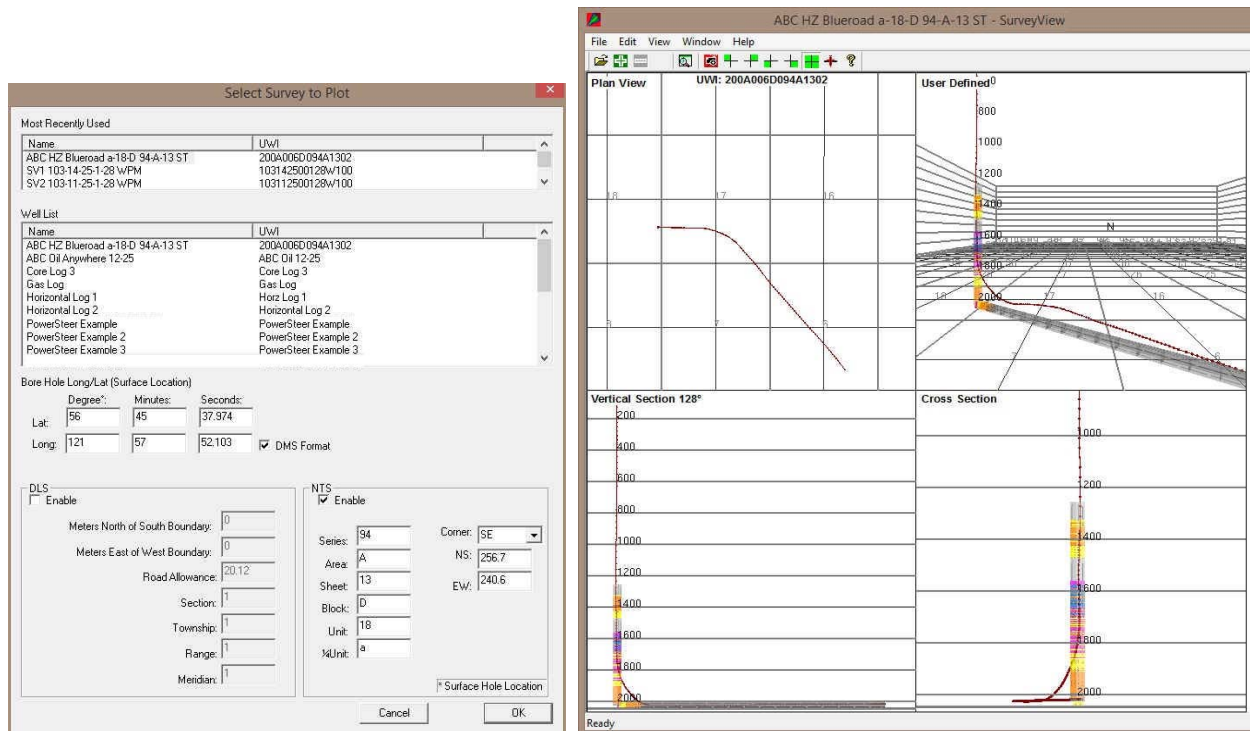 Select Survey to Plot
Most Recently Used
Name UWI
ABC HZ Blueroad a-18-D 94-A-13 ST 200A006D094A1302
SV1 103-14-25-1-28 WPM 103142500128W100
SV2 103-11-25-1-28 WPM 103112500128W100
Well List
Name UWI
ABC HZ Blueroad a-18-D 94-A-13 ST 200A006D094A1302
ABC Oil Anywhere 12-25 ABC Oil 12-25
Core Log 3 Core Log 3
Gas Log Gas Log
Horizontal Log 1 Horz Log 1
Horizontal Log 2 Horizontal Log 2
PowerSteer Example PowerSteer Example
PowerSteer Example 2 PowerSteer Example 2
PowerSteer Example 3 PowerSteer Example 3
Bore Hole Long/Lat (Surface Location)
Degree°: Minutes: Seconds:
Lat: 56 45 37.974
Long: 121 57 52.103 DMS Format
DLS
Enable
Meters North of South Boundary: 0
Meters East of West Boundary: 0
Road Allowance: 20.12
Section: 1
Township: 1
Range: 1
Meridian: 1
NTS
Enable
Series: 94
Area: A
Sheet: 13
Block: D
Unit: 18
¼Unit: a
Corner: SE
NS: 256.7
EW: 240.6
* Surface Hole Location
Cancel OK
ABC HZ Blueroad a-18-D 94-A-13 ST - SurveyView
File Edit View Window Help
Plan View UWI: 200A006D094A1302
18 17 16
7
User Defined
800
1000
1200
1400
1600
1800
2000
N
18 17 16
7 6
Vertical Section 128°
200
400
600
800
1000
1200
1400
1600
1800
2000
Cross Section
1000
1200
1800
2000
Ready